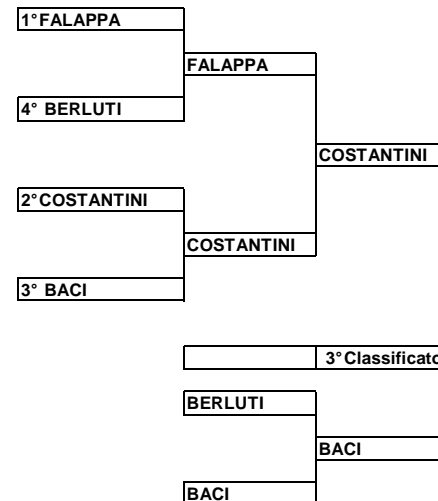 1°FALAPPA
FALAPPA
4° BERLUTI
COSTANTINI
2°COSTANTINI
COSTANTINI
3° BACI
3°Classificato
BERLUTI
BACI
BACI